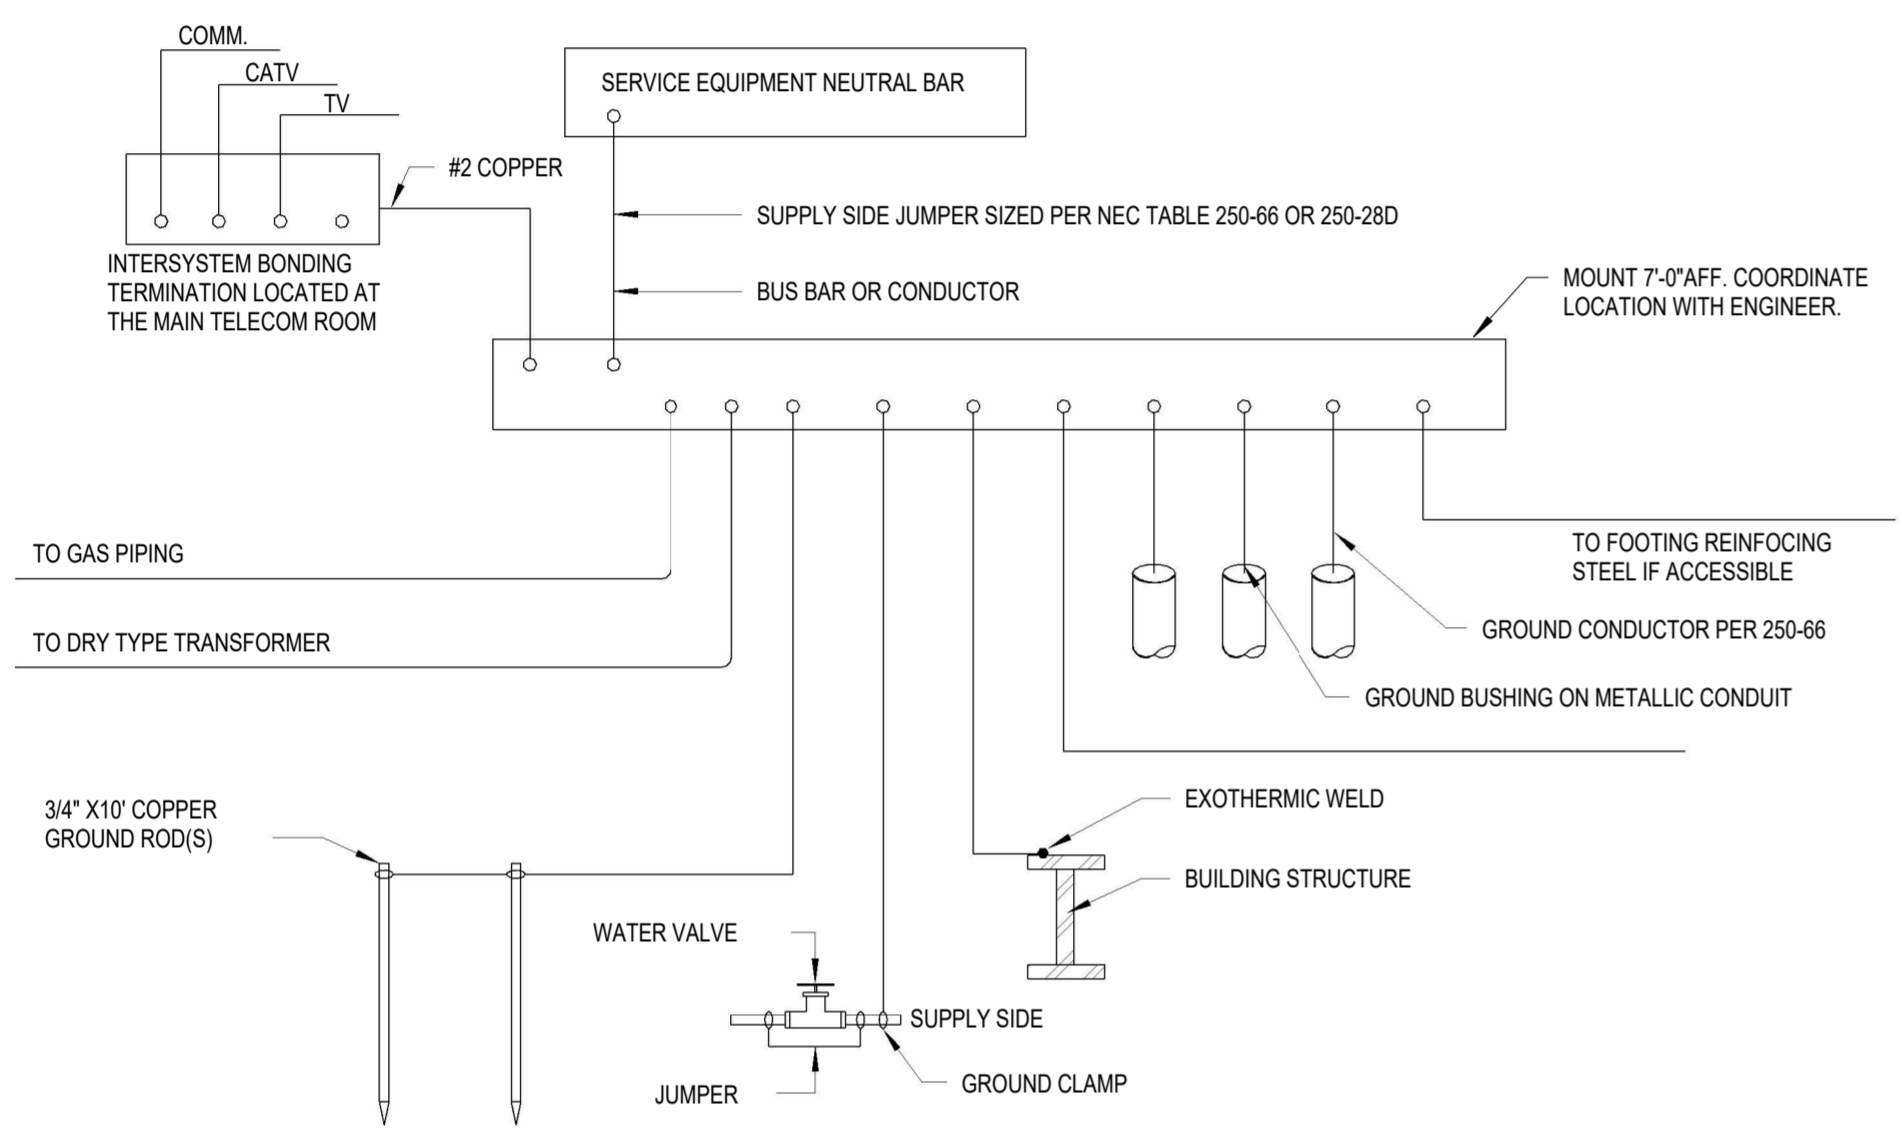 COMM.
CATV
TV
SERVICE EQUIPMENT NEUTRAL BAR
#2 COPPER
SUPPLY SIDE JUMPER SIZED PER NEC TABLE 250-66 OR 250-28D
INTERSYSTEM BONDING
TERMINATION LOCATED AT
THE MAIN TELECOM ROOM
BUS BAR OR CONDUCTOR
MOUNT 7'-0"AFF. COORDINATE
LOCATION WITH ENGINEER.
TO GAS PIPING
TO FOOTING REINFOCING
STEEL IF ACCESSIBLE
TO DRY TYPE TRANSFORMER
GROUND CONDUCTOR PER 250-66
GROUND BUSHING ON METALLIC CONDUIT
3/4" X10' COPPER
GROUND ROD(S)
EXOTHERMIC WELD
BUILDING STRUCTURE
WATER VALVE
SUPPLY SIDE
GROUND CLAMP
JUMPER